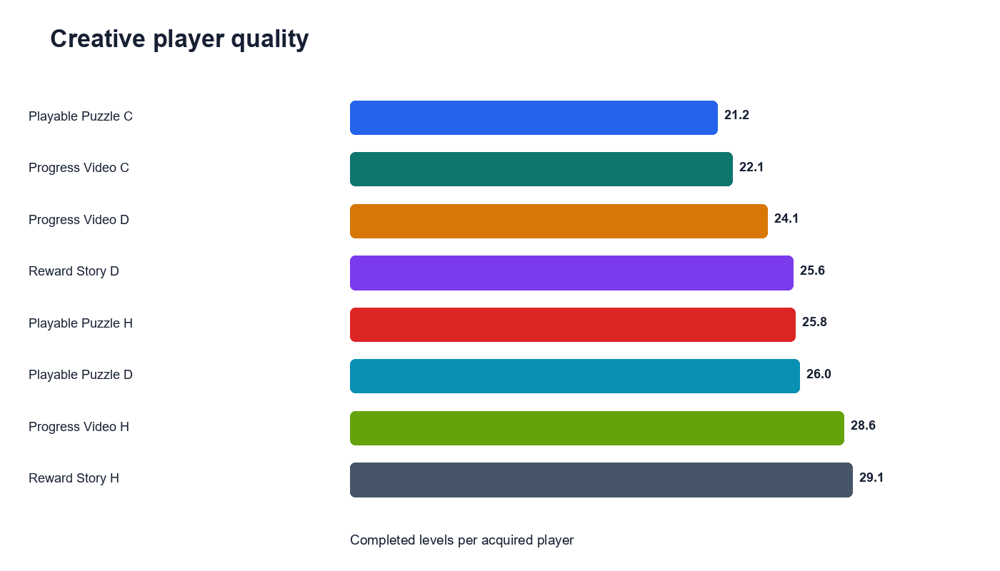 Creative player quality
Playable Puzzle C 21.2
Progress Video C 22.1
Progress Video D 24.1
Reward Story D 25.6
Playable Puzzle H 25.8
Playable Puzzle D 26.0
Progress Video H 28.6
Reward Story H 29.1
Completed levels per acquired player